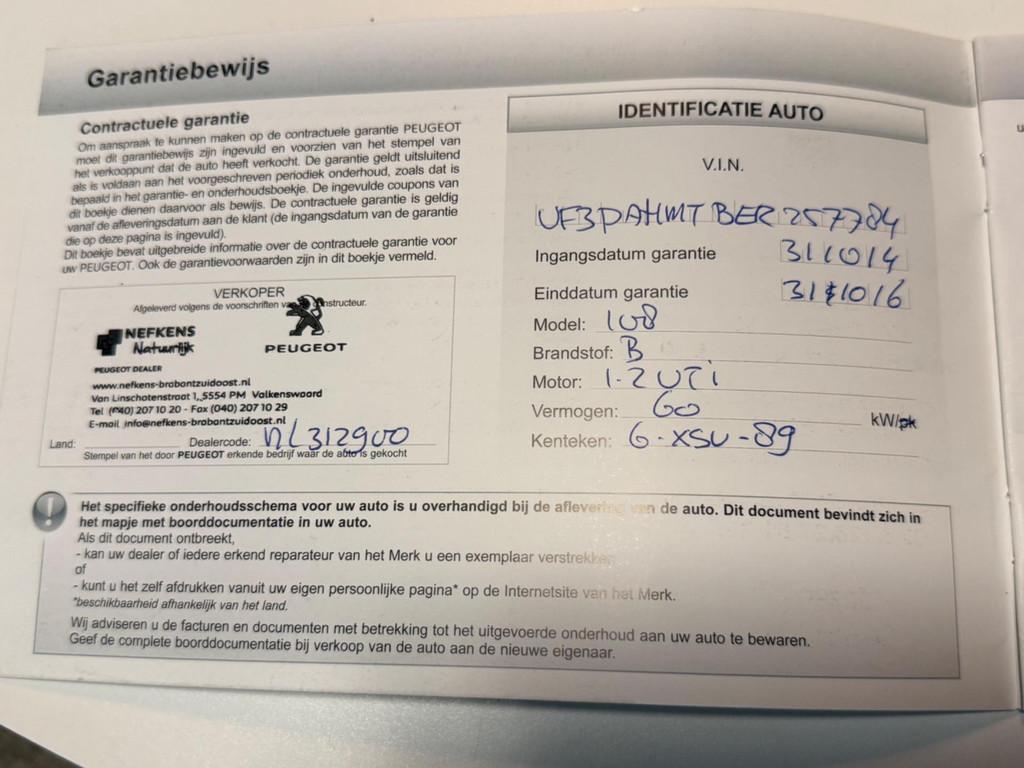 Garantiebewijs
Contractuele garantie
Om aanspraak te kunnen maken op de contractuele garantie PEUGEOT
moet dit garantiebewijs zijn ingevuld en voorzien van het stempel van
het verkooppunt dat de auto heeft verkocht. De garantie geldt uitsluitend
als is voldaan aan het voorgeschreven periodiek onderhoud, zoals dat is
bepaald in het garantie- en onderhoudsboekje. De ingevulde coupons van
dit boekje dienen daarvoor als bewijs. De contractuele garantie is geldig
vanaf de afleveringsdatum aan de klant (de ingangsdatum van de garantie
die op deze pagina is ingevuld).
Dit boekje bevat uitgebreide informatie over de contractuele garantie voor
uw PEUGEOT. Ook de garantievoorwaarden zijn in dit boekje vermeld.
VERKOPER
Afgeleverd volgens de voorschriften constructeur.
NEFKENS
Natuurlijk
PEUGEOT
PEUGEOT DEALER
www.nefkens-brabantzuidoost.nl
Van Linschotenstraat 1, 5554 PM Valkenswaard
Tel (040) 207 10 20 - Fax (040) 207 10 29
E-mail info@nefkens-brabantzuidoost.nl
Land: Dealercode: NL312900
Stempel van het door PEUGEOT erkende bedrijf waar de auto is gekocht
IDENTIFICATIE AUTO
V.I.N.
VF3PAHMTBER257784
Ingangsdatum garantie 311014
Einddatum garantie 311016
Model: 108
Brandstof: B
Motor: 1.2 VTi
Vermogen: 60 kW/pk
Kenteken: 6-XSV-89
Het specifieke onderhoudsschema voor uw auto is u overhandigd bij de aflevering van de auto. Dit document bevindt zich in
het mapje met boorddocumentatie in uw auto.
Als dit document ontbreekt,
- kan uw dealer of iedere erkend reparateur van het Merk u een exemplaar verstrekken
of
- kunt u het zelf afdrukken vanuit uw eigen persoonlijke pagina* op de Internetsite van het Merk.
*beschikbaarheid afhankelijk van het land.
Wij adviseren u de facturen en documenten met betrekking tot het uitgevoerde onderhoud aan uw auto te bewaren.
Geef de complete boorddocumentatie bij verkoop van de auto aan de nieuwe eigenaar.